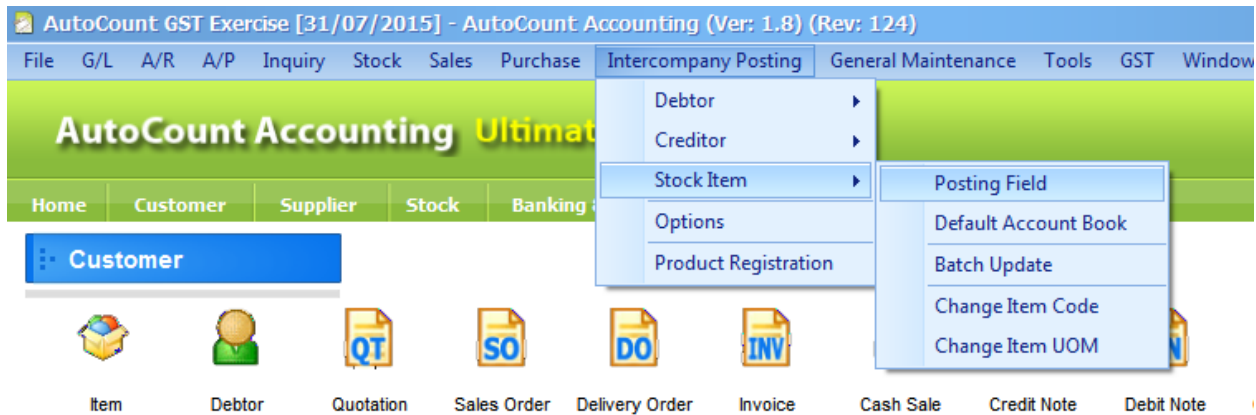 AutoCount GST Exercise [31/07/2015] - AutoCount Accounting (Ver: 1.8) (Rev: 124)
File G/L A/R A/P Inquiry Stock Sales Purchase Intercompany Posting General Maintenance Tools GST Window
Debtor
AutoCount Accounting Ultimat
Creditor
Stock Item Posting Field
Home Customer Supplier Stock Banking
Options Default Account Book
Customer Product Registration Batch Update
Change Item Code
QT SO DO INV Change Item UOM
Item Debtor Quotation Sales Order Delivery Order Invoice Cash Sale Credit Note Debit Note